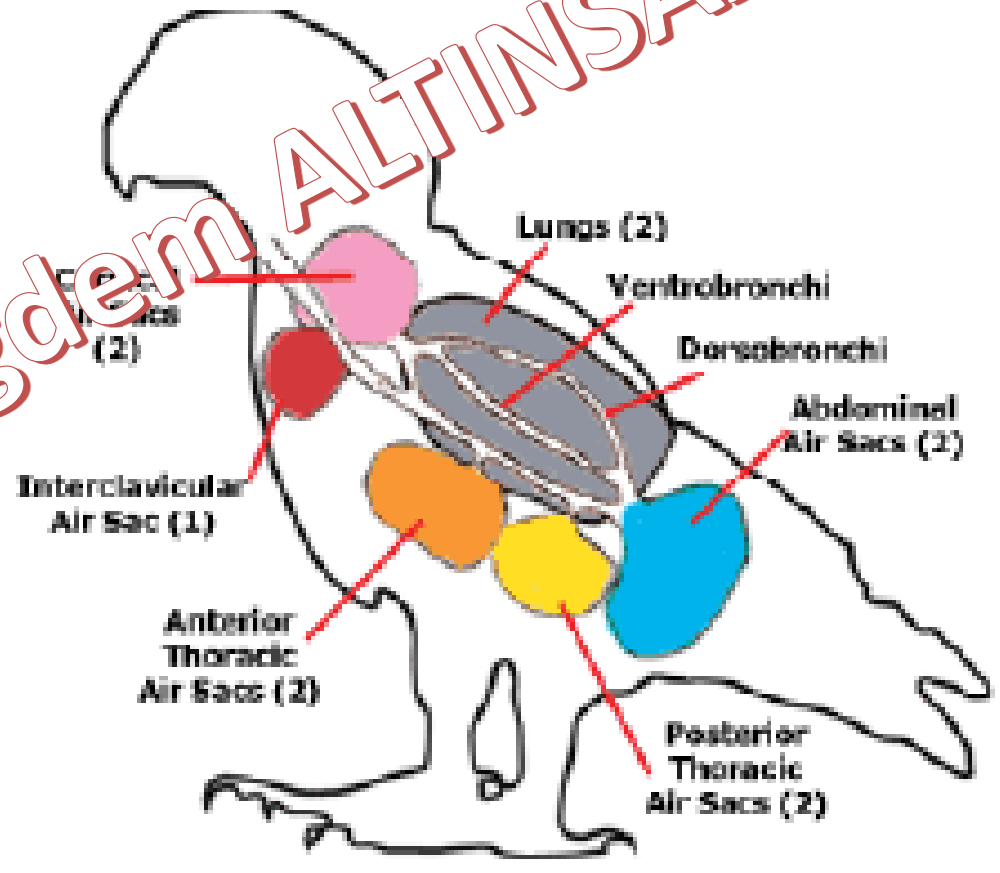 gdem ALTINSA
Lungs (2)
Ventrobronchi
Dorsobronchi
Abdominal
Air Sacs (2)
(2)
Interclavicular
Air Sac (1)
Anterior
Thoracic
Air Sacs (2)
Posterior
Thoracic
Air Sacs (2)